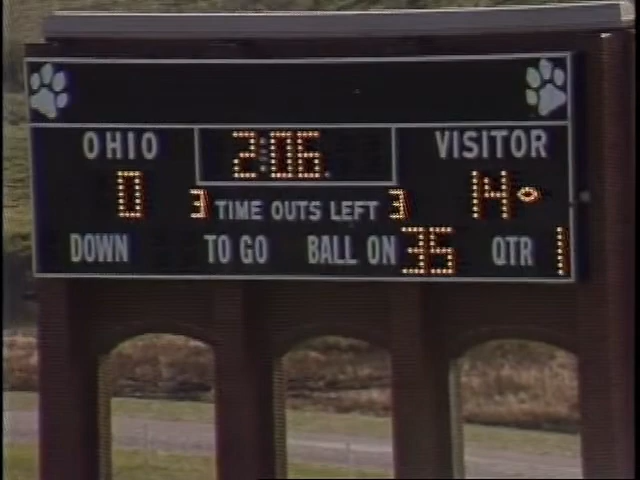 OHIO 2:06 VISITOR
0 3 TIME OUTS LEFT 3 14
DOWN TO GO BALL ON 35 QTR 1